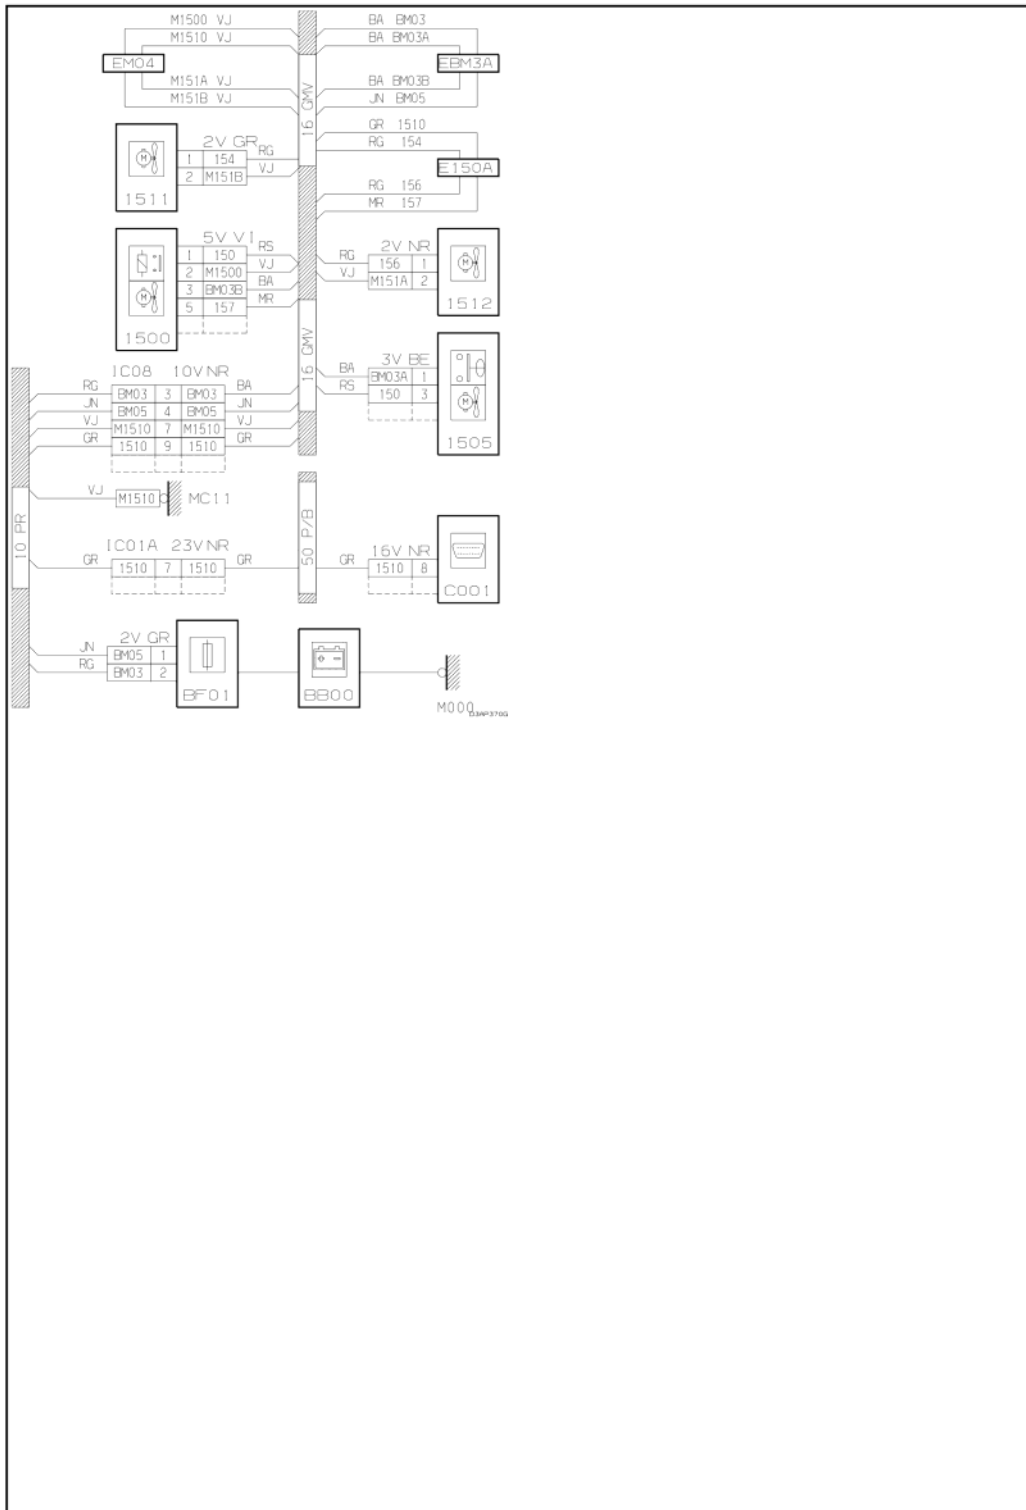 M1500 VJ
M1510 VJ
EM04
M151A VJ
M151B VJ
BA BM03
BA BM03A
EBM3A
BA BM03B
JN BM05
16 GMV
GR 1510
RG 154
E150A
RG 156
MR 157
2V GR
1 154 RG
2 M151B VJ
1511
5V VI
1 150 RS
2 M1500 VJ
3 BM03B BA
5 157 MR
1500
2V NR
RG 156 1
VJ M151A 2
1512
16 GMV
3V BE
BA BM03A 1
RS 150 3
1505
IC08 10V NR
RG BM03 3 BM03 BA
JN BM05 4 BM05 JN
VJ M1510 7 M1510 VJ
GR 1510 9 1510 GR
10 PR
VJ M1510 MC11
50 P/B
IC01A 23V NR
GR 1510 7 1510 GR
16V NR
GR 1510 8
C001
2V GR
JN BM05 1
RG BM03 2
BF01
BB00
M000
D3AP370G